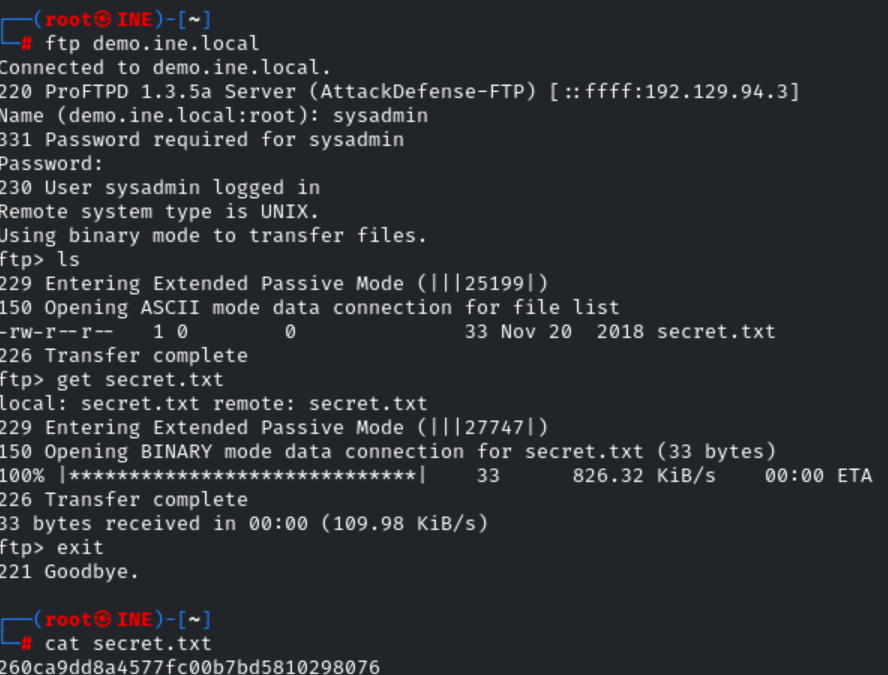 ┌──(root㉿INE)-[~]
└─# ftp demo.ine.local
Connected to demo.ine.local.
220 ProFTPD 1.3.5a Server (AttackDefense-FTP) [::ffff:192.129.94.3]
Name (demo.ine.local:root): sysadmin
331 Password required for sysadmin
Password:
230 User sysadmin logged in
Remote system type is UNIX.
Using binary mode to transfer files.
ftp> ls
229 Entering Extended Passive Mode (|||25199|)
150 Opening ASCII mode data connection for file list
-rw-r--r--   1 0        0              33 Nov 20  2018 secret.txt
226 Transfer complete
ftp> get secret.txt
local: secret.txt remote: secret.txt
229 Entering Extended Passive Mode (|||27747|)
150 Opening BINARY mode data connection for secret.txt (33 bytes)
100% |*****************************|    33      826.32 KiB/s    00:00 ETA
226 Transfer complete
33 bytes received in 00:00 (109.98 KiB/s)
ftp> exit
221 Goodbye.
┌──(root㉿INE)-[~]
└─# cat secret.txt
260ca9dd8a4577fc00b7bd5810298076